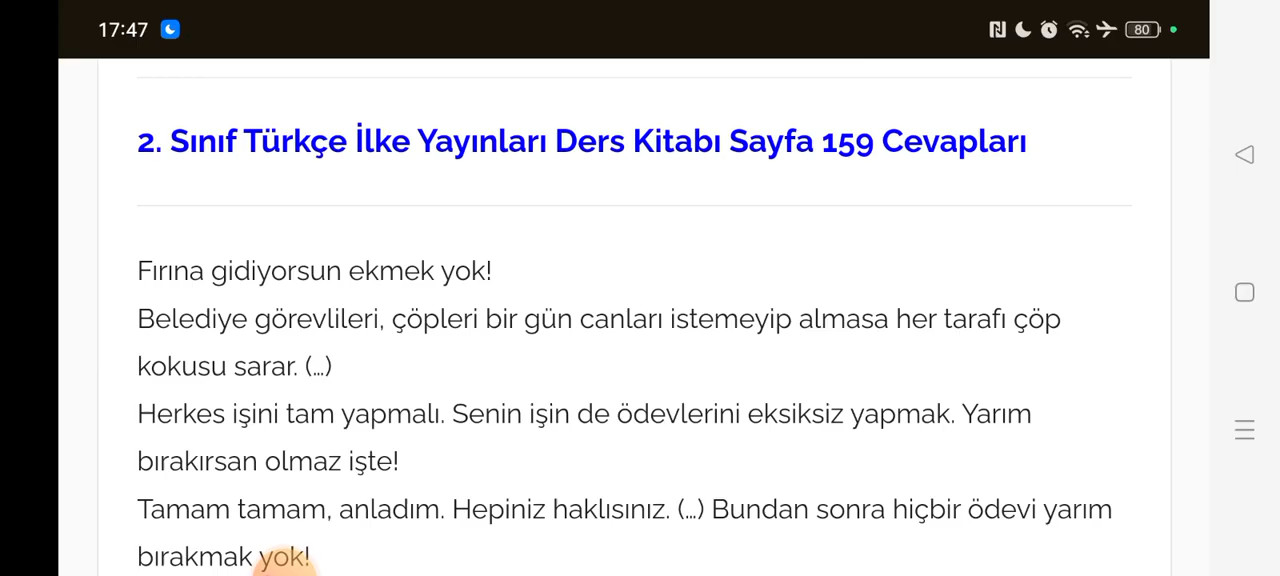 17:47
80
2. Sınıf Türkçe İlke Yayınları Ders Kitabı Sayfa 159 Cevapları
Fırına gidiyorsun ekmek yok!
Belediye görevlileri, çöpleri bir gün canları istemeyip almasa her tarafı çöp
kokusu sarar. (...)
Herkes işini tam yapmalı. Senin işin de ödevlerini eksiksiz yapmak. Yarım
bırakırsan olmaz işte!
Tamam tamam, anladım. Hepiniz haklısınız. (...) Bundan sonra hiçbir ödevi yarım
bırakmak yok!